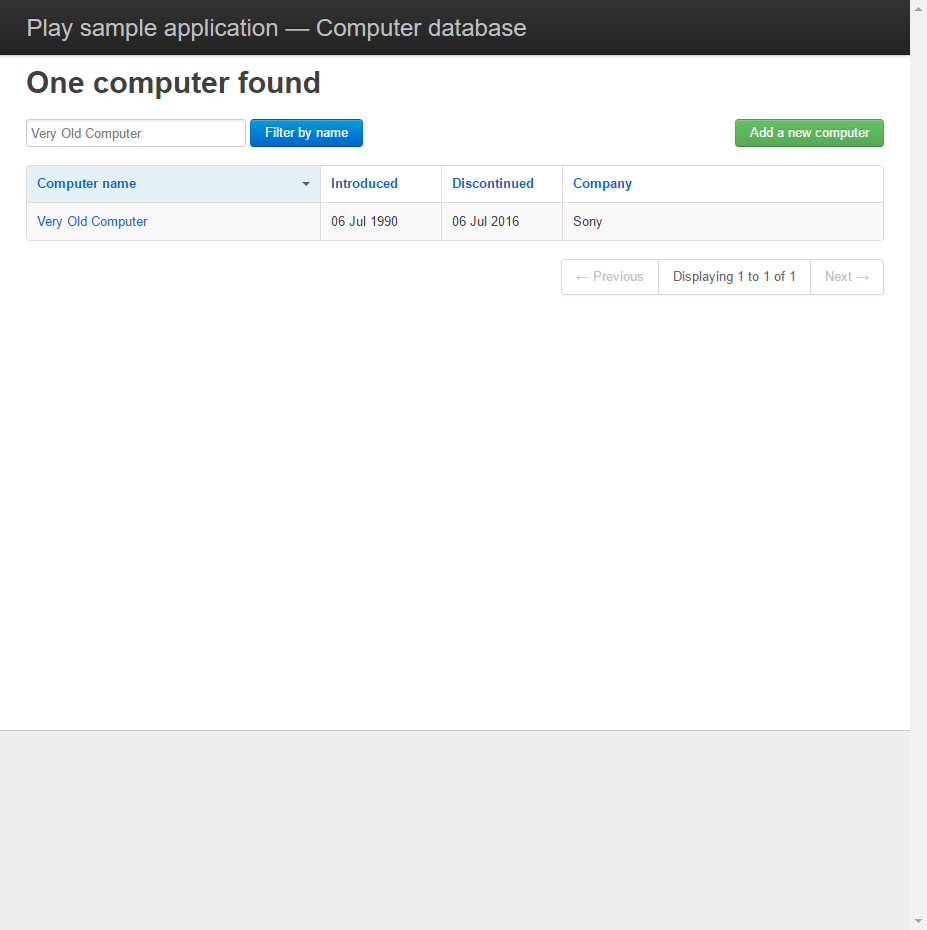 Play sample application — Computer database
One computer found
Very Old Computer Filter by name Add a new computer
Computer name Introduced Discontinued Company
Very Old Computer 06 Jul 1990 06 Jul 2016 Sony
← Previous Displaying 1 to 1 of 1 Next →